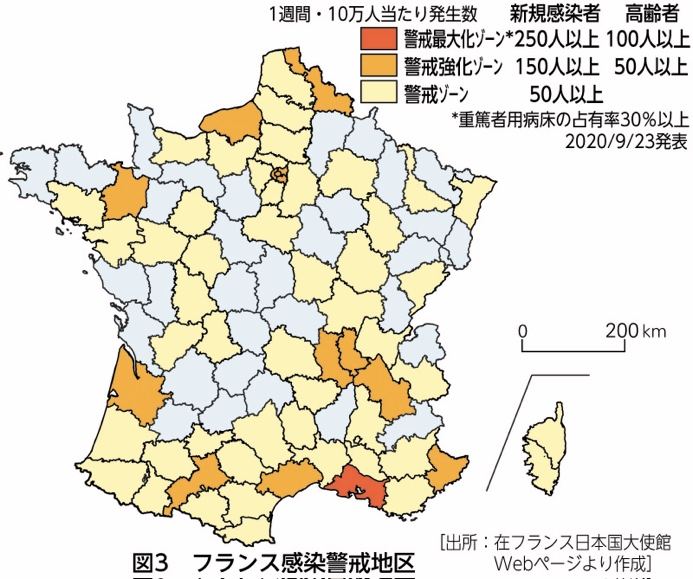 1週間・10万人当たり発生数 新規感染者 高齢者
警戒最大化ゾーン*250人以上 100人以上
警戒強化ゾーン 150人以上 50人以上
警戒ゾーン 50人以上
*重篤者用病床の占有率30%以上
2020/9/23発表
0 200km
[出所:在フランス日本国大使館
Webページより作成]
図3 フランス感染警戒地区